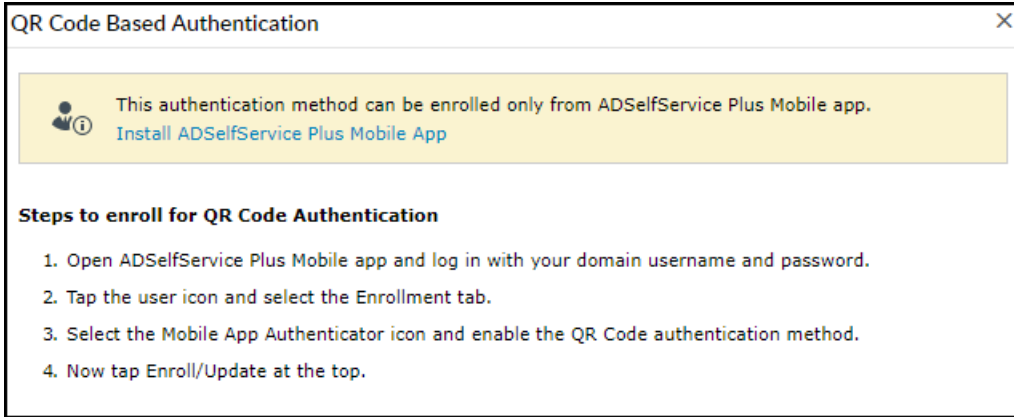 QR Code Based Authentication
This authentication method can be enrolled only from ADSelfService Plus Mobile app.
Install ADSelfService Plus Mobile App
Steps to enroll for QR Code Authentication
1. Open ADSelfService Plus Mobile app and log in with your domain username and password.
2. Tap the user icon and select the Enrollment tab.
3. Select the Mobile App Authenticator icon and enable the QR Code authentication method.
4. Now tap Enroll/Update at the top.